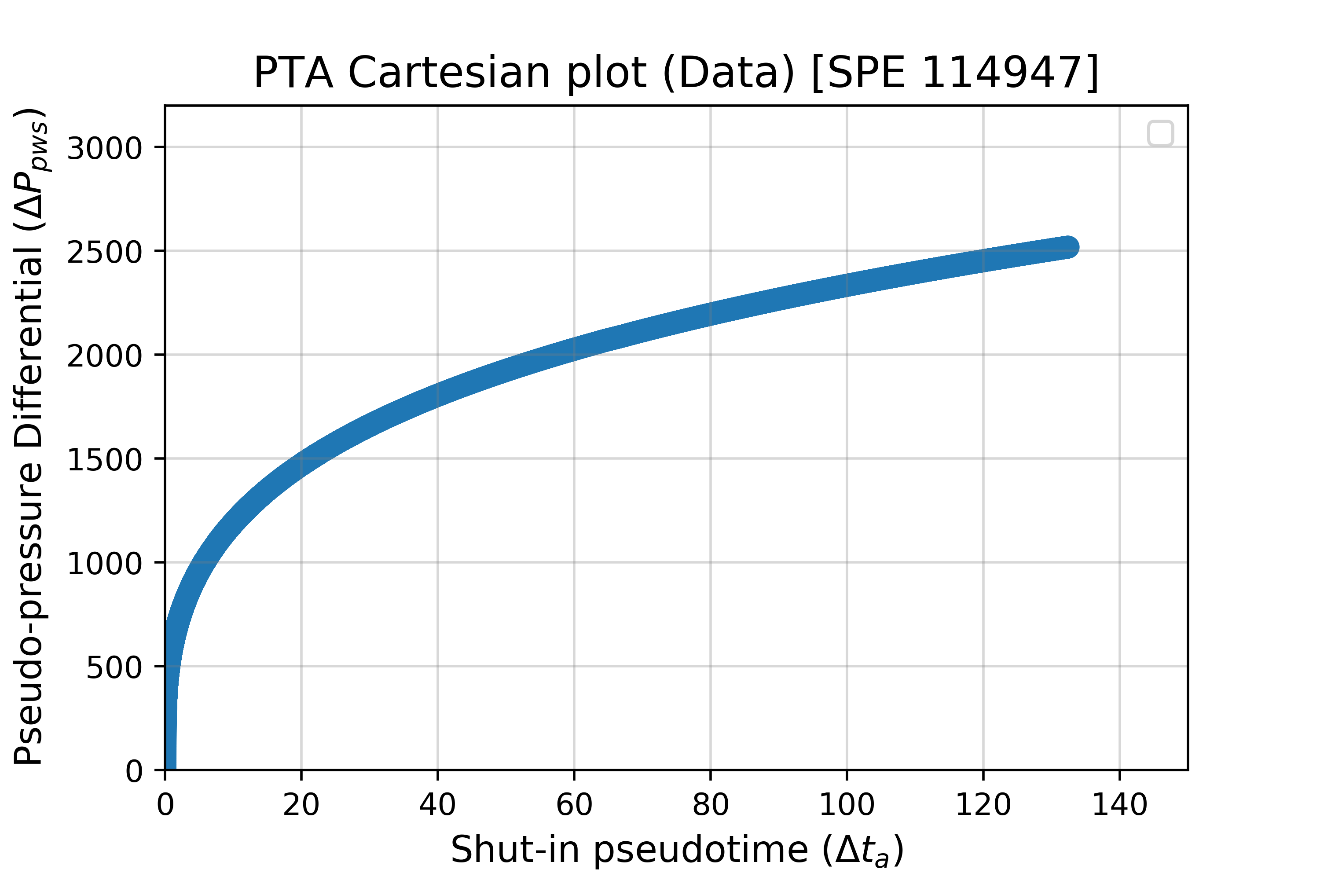 PTA Cartesian plot (Data) [SPE 114947]
Pseudo-pressure Differential (ΔP_pws)
3000
2500
2000
1500
1000
500
0
0 20 40 60 80 100 120 140
Shut-in pseudotime (Δt_a)